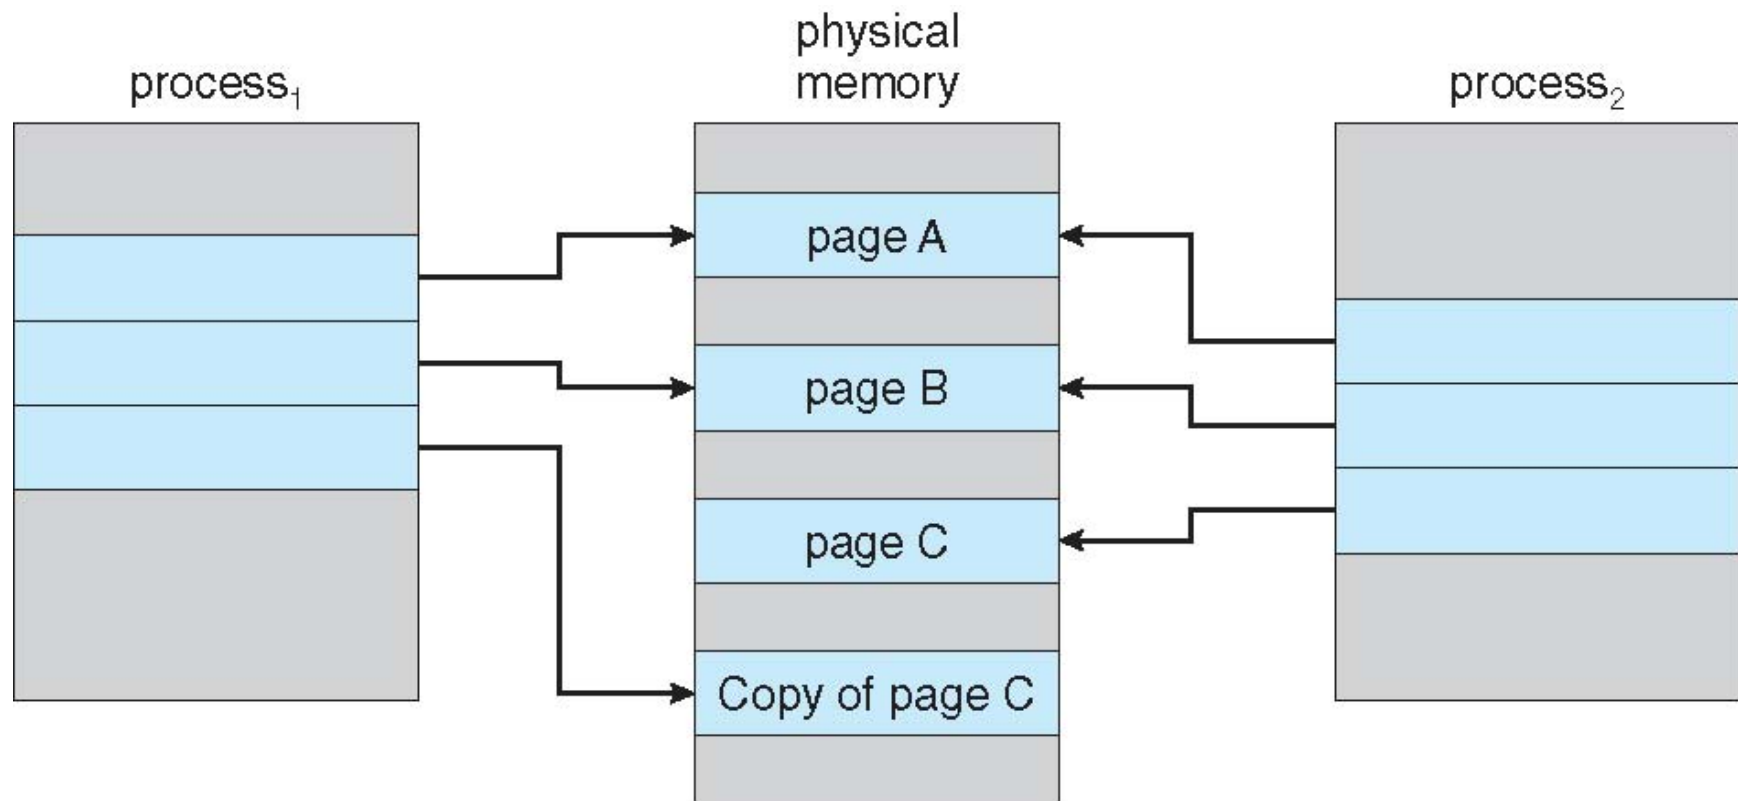 process₁
physical
memory
process₂
page A
page B
page C
Copy of page C